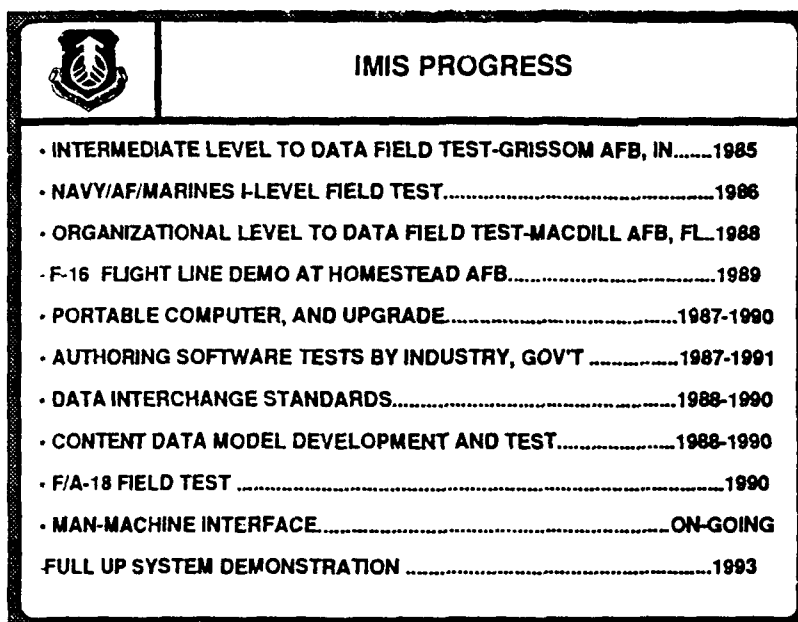 IMIS PROGRESS
· INTERMEDIATE LEVEL TO DATA FIELD TEST-GRISSOM AFB, IN.......1985
· NAVY/AF/MARINES I-LEVEL FIELD TEST..........................................1986
· ORGANIZATIONAL LEVEL TO DATA FIELD TEST-MACDILL AFB, FL..1988
· F-16 FLIGHT LINE DEMO AT HOMESTEAD AFB................................1989
· PORTABLE COMPUTER, AND UPGRADE....................................1987-1990
· AUTHORING SOFTWARE TESTS BY INDUSTRY, GOV'T ..............1987-1991
· DATA INTERCHANGE STANDARDS.............................................1988-1990
· CONTENT DATA MODEL DEVELOPMENT AND TEST...................1988-1990
· F/A-18 FIELD TEST ...........................................................................1990
· MAN-MACHINE INTERFACE......................................................ON-GOING
-FULL UP SYSTEM DEMONSTRATION ...............................................1993